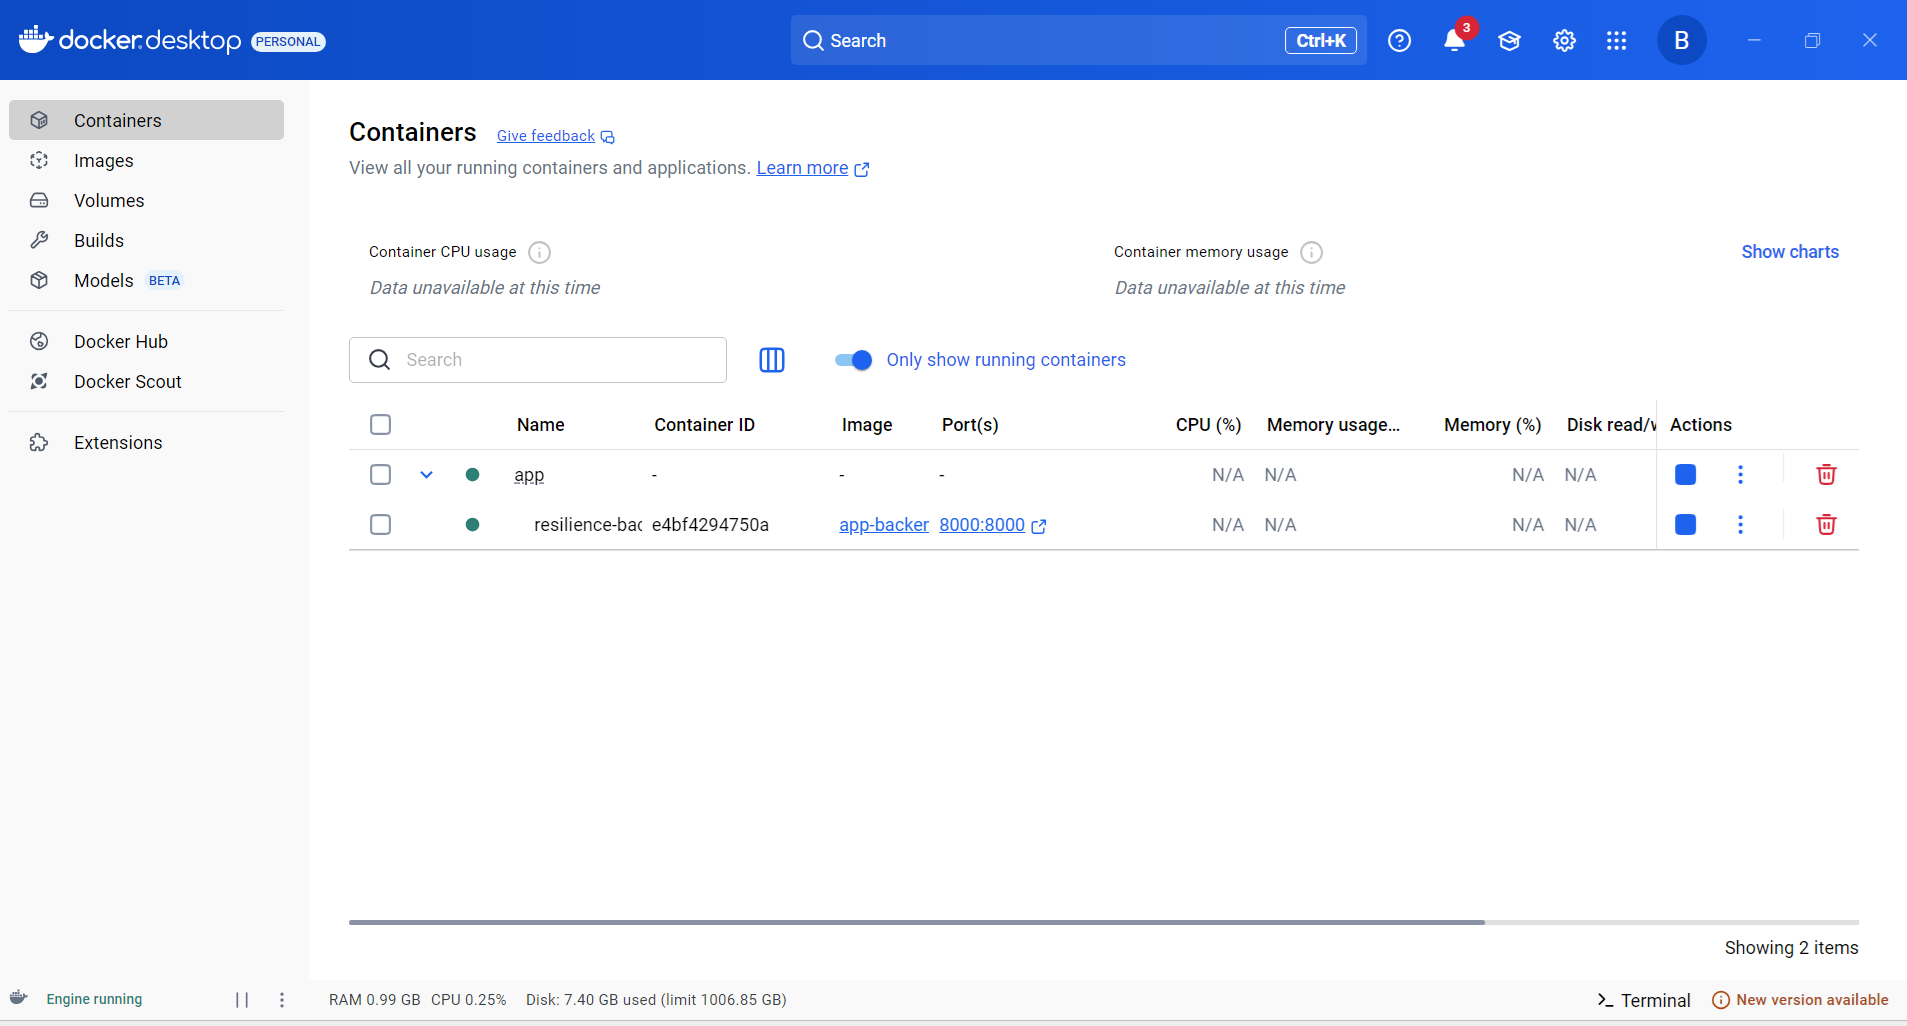 docker.desktop PERSONAL
Search
Ctrl+K
3
B
Containers
Images
Volumes
Builds
Models BETA
Docker Hub
Docker Scout
Extensions
Containers Give feedback
View all your running containers and applications. Learn more
Container CPU usage
Data unavailable at this time
Container memory usage
Data unavailable at this time
Show charts
Search
Only show running containers
Name Container ID Image Port(s) CPU (%) Memory usage... Memory (%) Disk read/w Actions
app - - - N/A N/A N/A N/A
resilience-bac e4bf4294750a app-backer 8000:8000 N/A N/A N/A N/A
Showing 2 items
Engine running
RAM 0.99 GB CPU 0.25% Disk: 7.40 GB used (limit 1006.85 GB)
Terminal
New version available